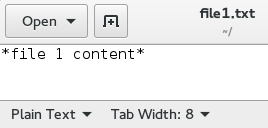 Open
file1.txt
~/
*file 1 content*
Plain Text Tab Width: 8